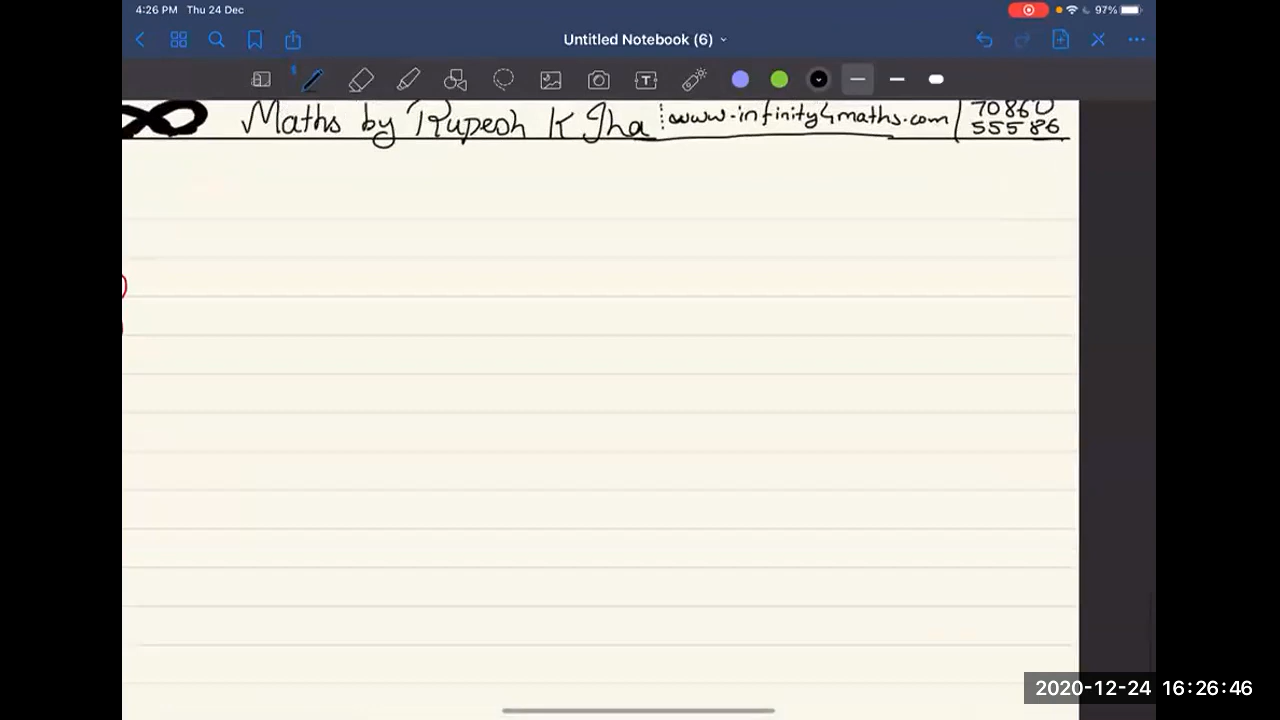 4:26 PM Thu 24 Dec
97%
Untitled Notebook (6)
T
∞ Maths by Rupesh K Jha www.infinity4maths.com 70860
55586
2020-12-24 16:26:46